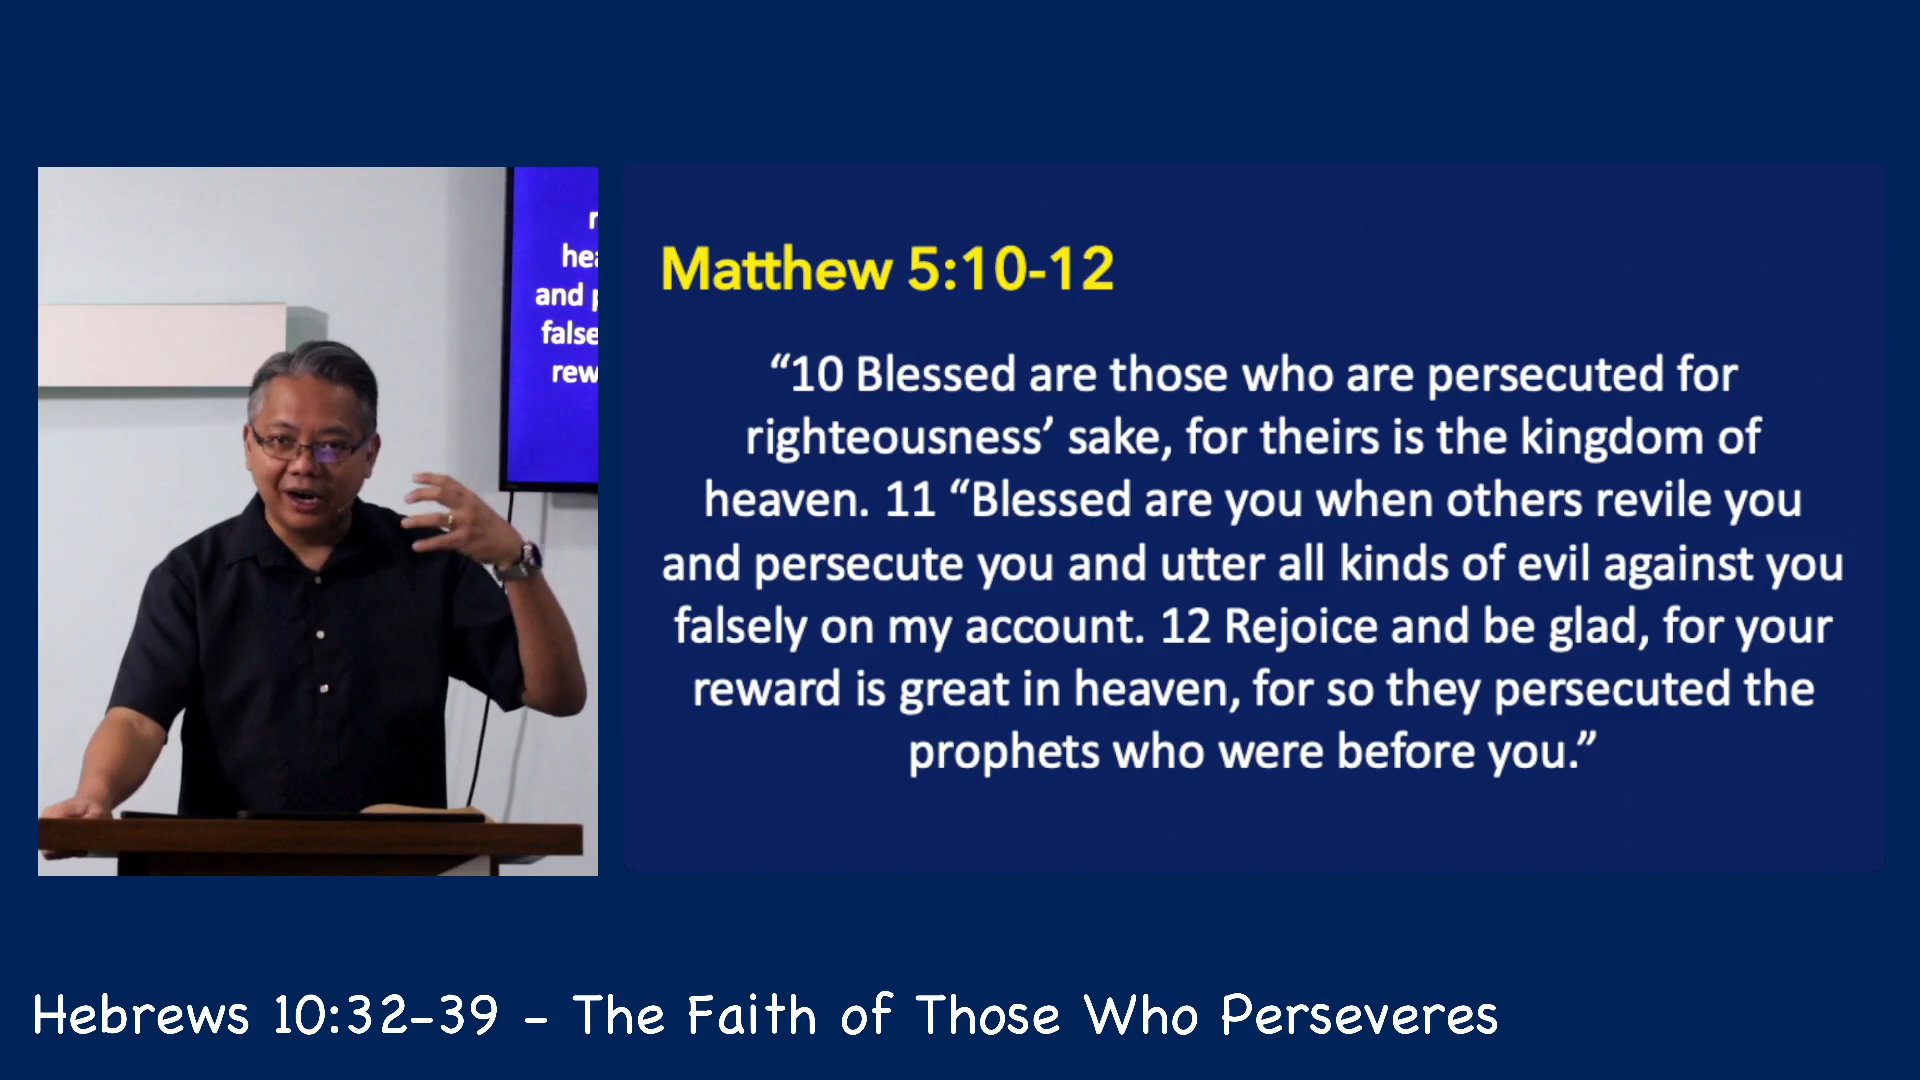 r
hea
and p
false
rew
Matthew 5:10-12
“10 Blessed are those who are persecuted for
righteousness’ sake, for theirs is the kingdom of
heaven. 11 “Blessed are you when others revile you
and persecute you and utter all kinds of evil against you
falsely on my account. 12 Rejoice and be glad, for your
reward is great in heaven, for so they persecuted the
prophets who were before you.”
Hebrews 10:32-39 - The Faith of Those Who Perseveres